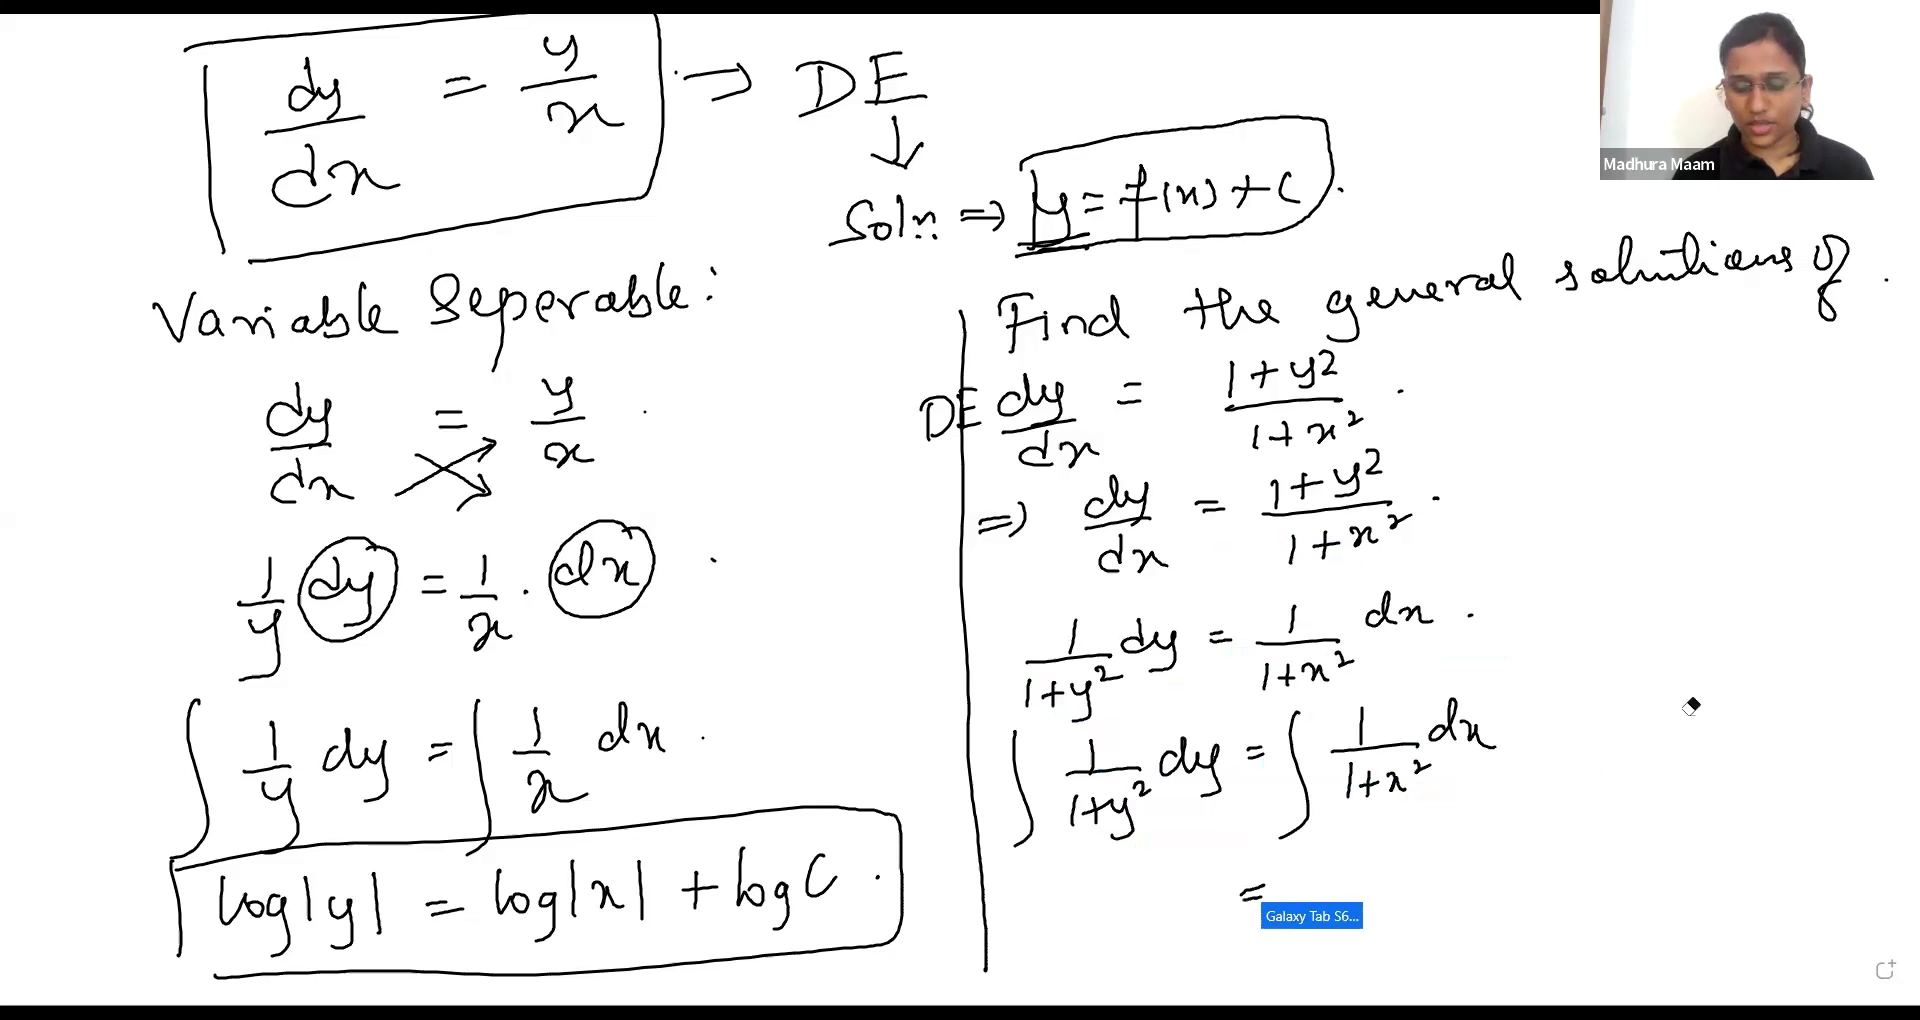 dy/dx = y/x → DE
↓
Soln ⇒ y = f(x) + C.
Madhura Maam
Variable Seperable:
dy/dx = y/x
1/y dy = 1/x . dx
∫ 1/y dy = ∫ 1/x dx.
log|y| = log|x| + log C.
Find the general solutions of.
DE dy/dx = 1+y²/1+x².
⇒ dy/dx = 1+y²/1+x².
1/1+y² dy = 1/1+x² dx.
∫ 1/1+y² dy = ∫ 1/1+x² dx
=
Galaxy Tab S6...